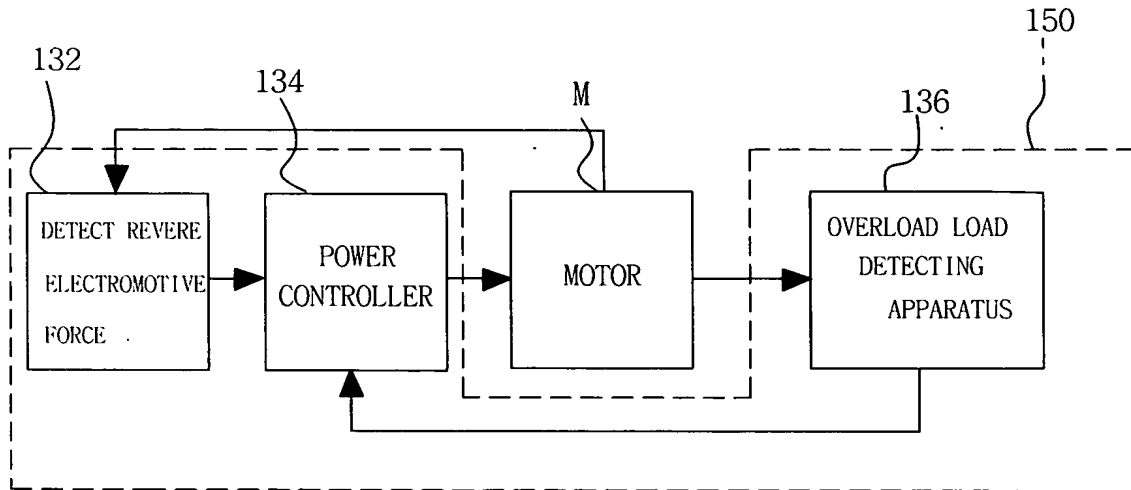 150
132
134
M
136
DETECT REVERE
ELECTROMOTIVE
FORCE
POWER
CONTROLLER
MOTOR
OVERLOAD LOAD
DETECTING
APPARATUS